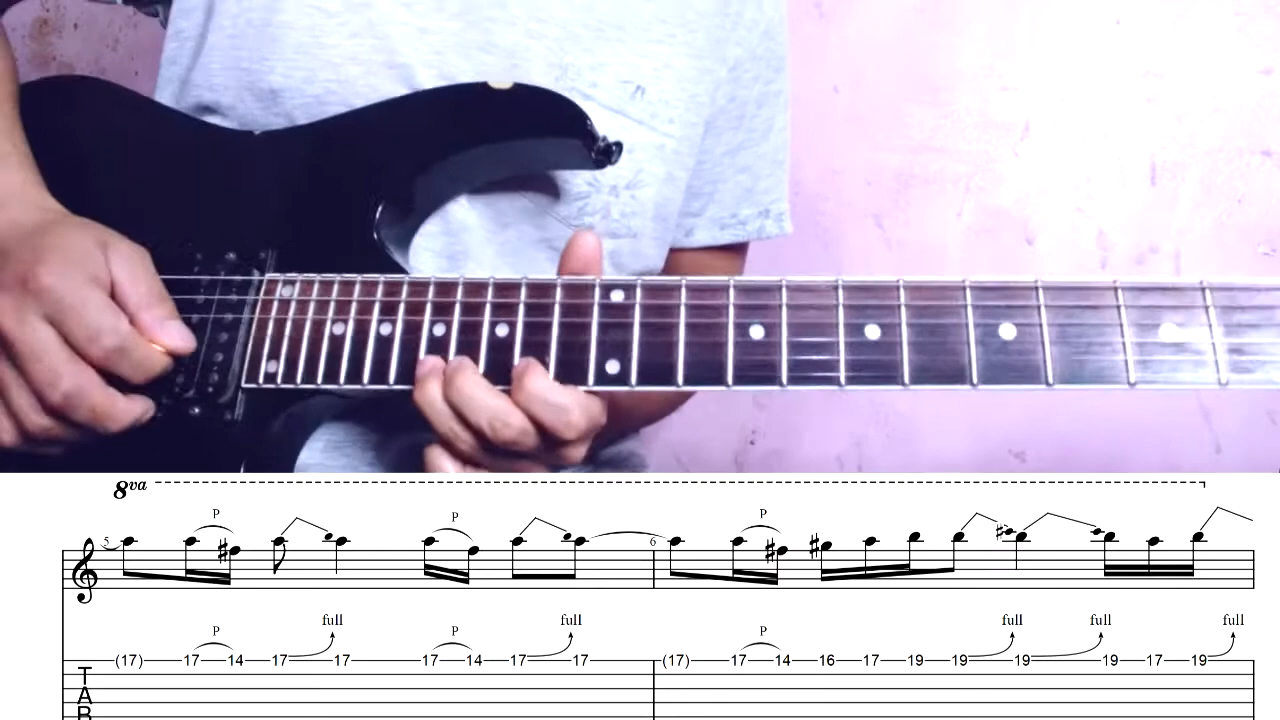 8va
P P P
5 6
full full full full full
P P P
(17) 17 14 17 17 17 14 17 17 (17) 17 14 16 17 19 19 19 19 17 19
T
A
B